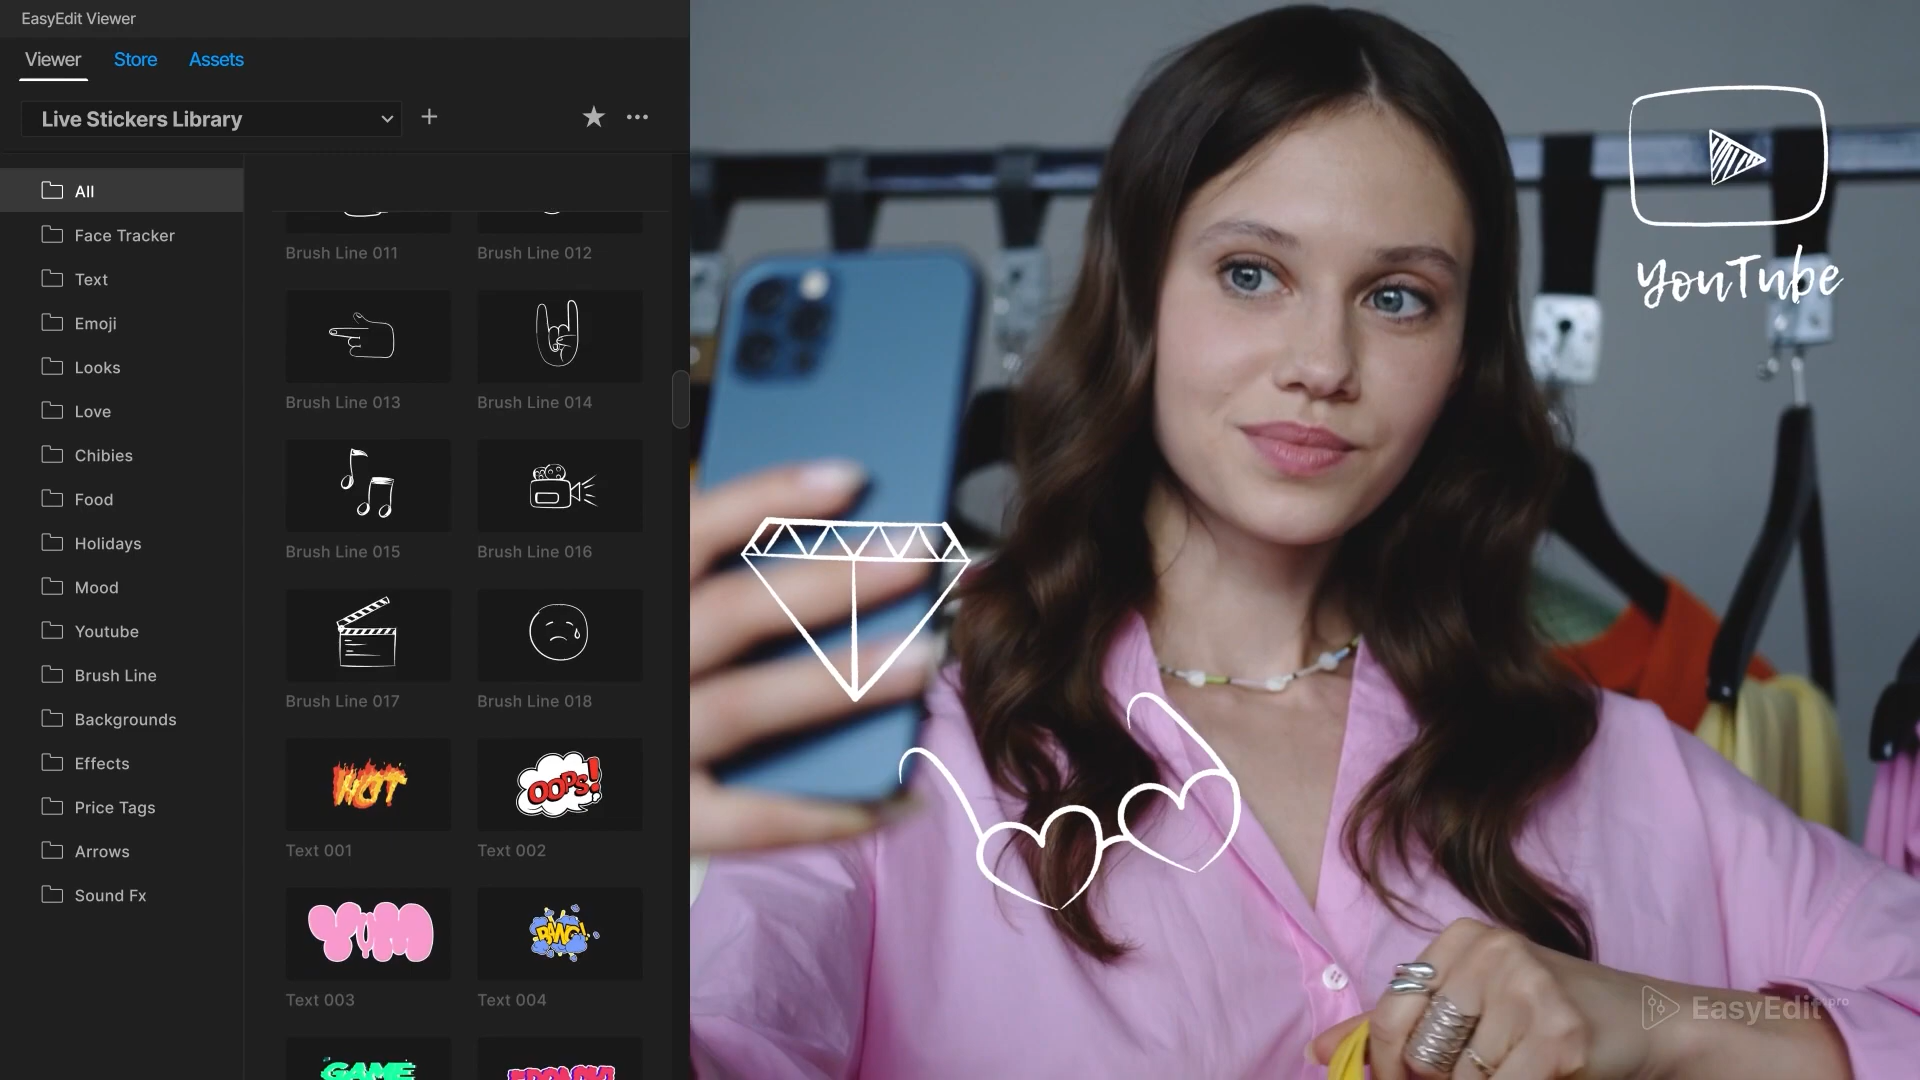 EasyEdit Viewer
Viewer
Store
Assets
Live Stickers Library
All
Face Tracker
Text
Emoji
Looks
Love
Chibies
Food
Holidays
Mood
Youtube
Brush Line
Backgrounds
Effects
Price Tags
Arrows
Sound Fx
Brush Line 011
Brush Line 012
Brush Line 013
Brush Line 014
Brush Line 015
Brush Line 016
Brush Line 017
Brush Line 018
HOT
OOPS!
Text 001
Text 002
YUM
BANG!
Text 003
Text 004
GAME
youTube
EasyEdit.pro